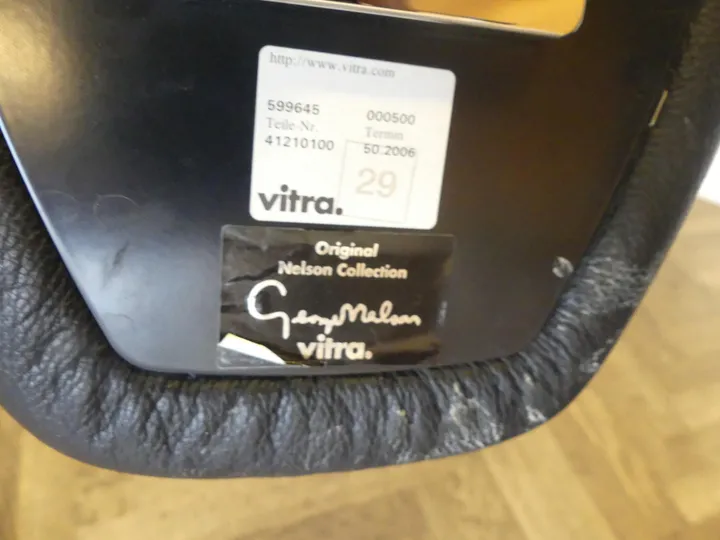 http://www.vitra.com
599645 000500
Teile-Nr. Termin
41210100 50.2006
29
vitra.
Original
Nelson Collection
George Nelson
vitra.